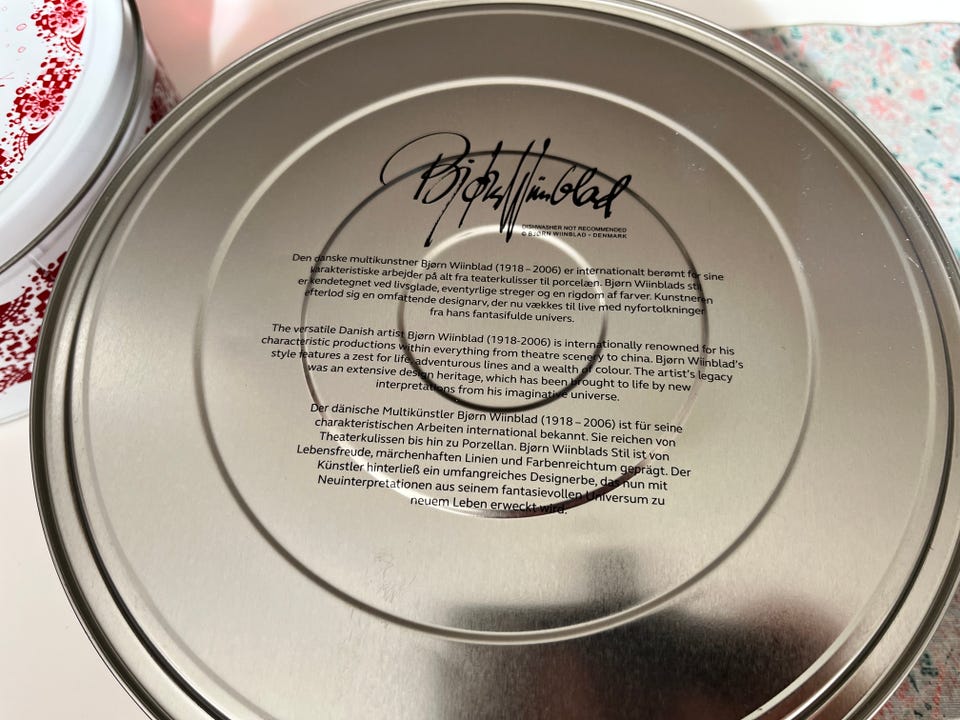 Bjørn Wiinblad
DISHWASHER NOT RECOMMENDED
© BJØRN WIINBLAD - DENMARK
Den danske multikunstner Bjørn Wiinblad (1918 – 2006) er internationalt berømt for sine
karakteristiske arbejder på alt fra teaterkulisser til porcelæn. Bjørn Wiinblads stil
er kendetegnet ved livsglade, eventyrlige streger og en rigdom af farver. Kunstneren
efterlod sig en omfattende designarv, der nu vækkes til live med nyfortolkninger
fra hans fantasifulde univers.
The versatile Danish artist Bjørn Wiinblad (1918-2006) is internationally renowned for his
characteristic productions within everything from theatre scenery to china. Bjørn Wiinblad's
style features a zest for life, adventurous lines and a wealth of colour. The artist's legacy
was an extensive design heritage, which has been brought to life by new
interpretations from his imaginative universe.
Der dänische Multikünstler Bjørn Wiinblad (1918 – 2006) ist für seine
charakteristischen Arbeiten international bekannt. Sie reichen von
Theaterkulissen bis hin zu Porzellan. Bjørn Wiinblads Stil ist von
Lebensfreude, märchenhaften Linien und Farbenreichtum geprägt. Der
Künstler hinterließ ein umfangreiches Designerbe, das nun mit
Neuinterpretationen aus seinem fantasievollen Universum zu
neuem Leben erweckt wird.